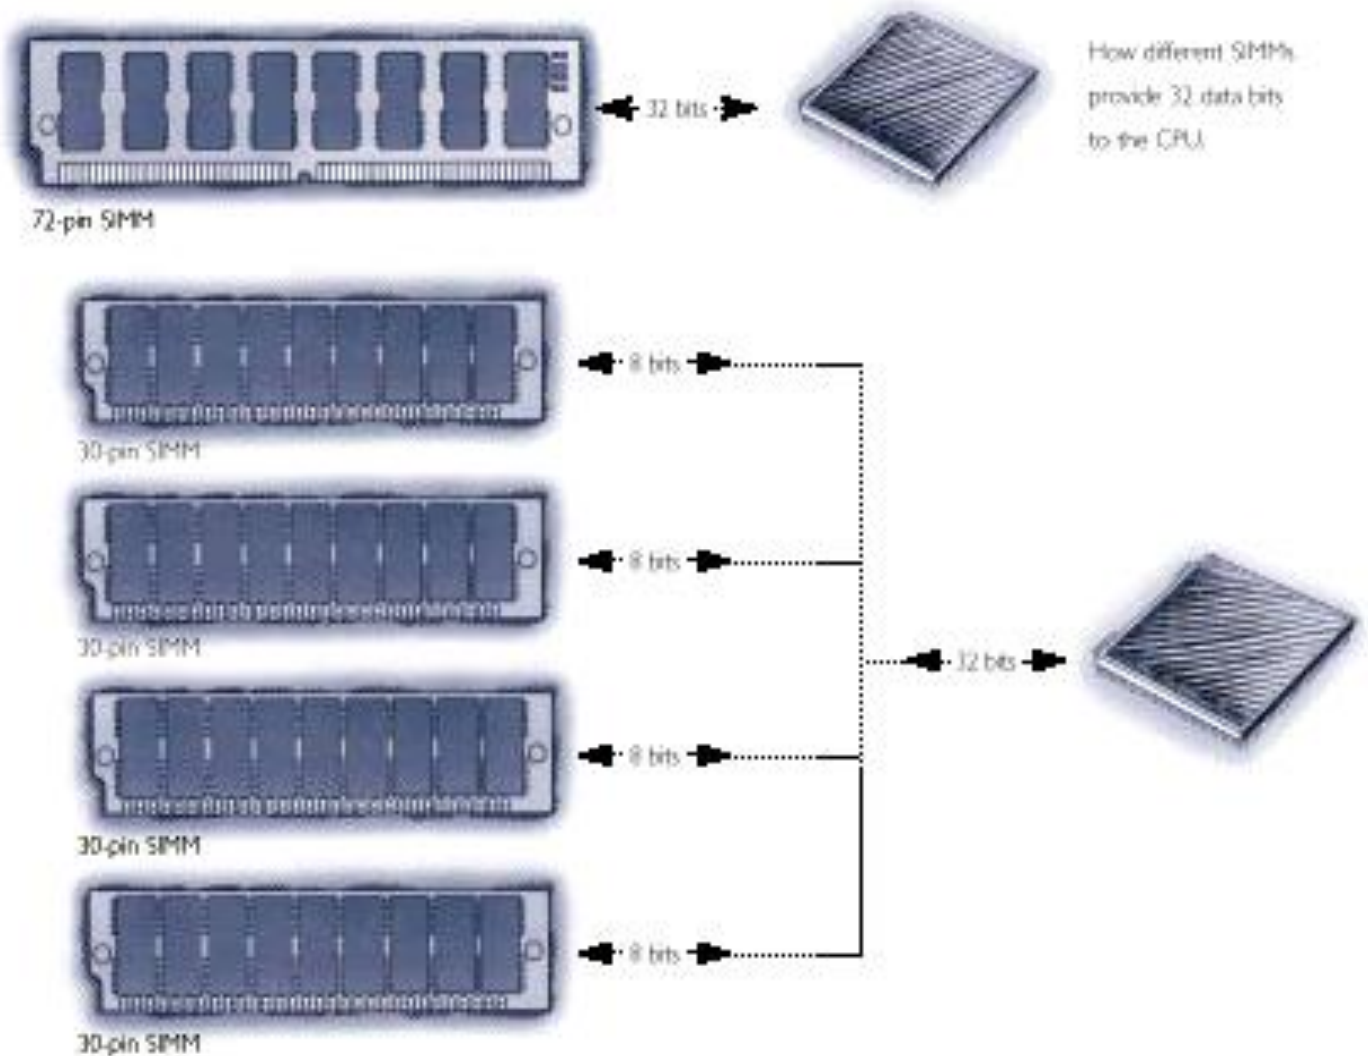 32 bits
How different SIMMs
provide 32 data bits
to the CPU.
72-pin SIMM
8 bits
30-pin SIMM
8 bits
30-pin SIMM
32 bits
8 bits
30-pin SIMM
8 bits
30-pin SIMM